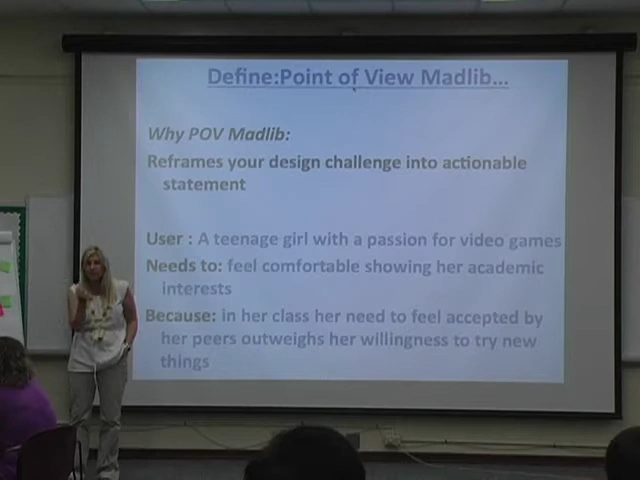 Define:Point of View Madlib...
Why POV Madlib:
Reframes your design challenge into actionable
statement
User : A teenage girl with a passion for video games
Needs to: feel comfortable showing her academic
interests
Because: in her class her need to feel accepted by
her peers outweighs her willingness to try new
things